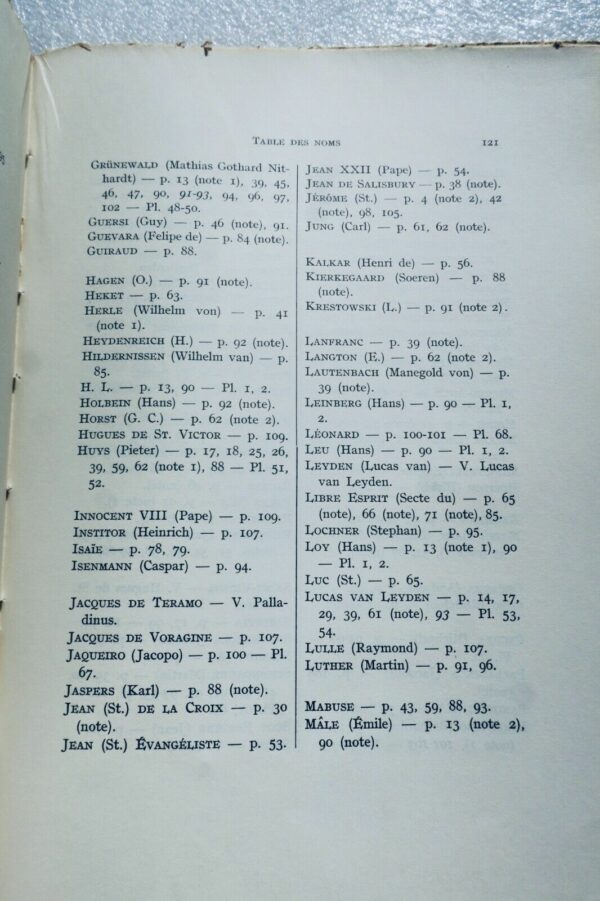 TABLE DES NOMS 121
GRÜNEWALD (Mathias Gothard Nit-
hardt) — p. 13 (note 1), 39, 45,
46, 47, 90, 91-93, 94, 96, 97,
102 — Pl. 48-50.
GUERSI (Guy) — p. 46 (note), 91.
GUEVARA (Felipe de) — p. 84 (note).
GUIRAUD — p. 88.
HAGEN (O.) — p. 91 (note).
HEKET — p. 63.
HERLE (Wilhelm von) — p. 41
(note 1).
HEYDENREICH (H.) — p. 92 (note).
HILDERNISSEN (Wilhelm van) — p.
85.
H. L. — p. 13, 90 — Pl. 1, 2.
HOLBEIN (Hans) — p. 92 (note).
HORST (G. C.) — p. 62 (note 2).
HUGUES DE ST. VICTOR — p. 109.
HUYS (Pieter) — p. 17, 18, 25, 26,
39, 59, 62 (note 1), 88 — Pl. 51,
52.
INNOCENT VIII (Pape) — p. 109.
INSTITOR (Heinrich) — p. 107.
ISAÏE — p. 78, 79.
ISENMANN (Caspar) — p. 94.
JACQUES DE TERAMO — V. Palla-
dinus.
JACQUES DE VORAGINE — p. 107.
JAQUEIRO (Jacopo) — p. 100 — Pl.
67.
JASPERS (Karl) — p. 88 (note).
JEAN (St.) DE LA CROIX — p. 30
(note).
JEAN (St.) ÉVANGÉLISTE — p. 53.
JEAN XXII (Pape) — p. 54.
JEAN DE SALISBURY — p. 38 (note).
JÉRÔME (St.) — p. 4 (note 2), 42
(note), 98, 105.
JUNG (Carl) — p. 61, 62 (note).
KALKAR (Henri de) — p. 56.
KIERKEGAARD (Soeren) — p. 88
(note).
KRESTOWSKI (L.) — p. 91 (note 2).
LANFRANC — p. 39 (note).
LANGTON (E.) — p. 62 (note 2).
LAUTENBACH (Manegold von) — p.
39 (note).
LEINBERG (Hans) — p. 90 — Pl. 1,
2.
LÉONARD — p. 100-101 — Pl. 68.
LEU (Hans) — p. 90 — Pl. 1, 2.
LEYDEN (Lucas van) — V. Lucas
van Leyden.
LIBRE ESPRIT (Secte du) — p. 65
(note), 66 (note), 71 (note), 85.
LOCHNER (Stephan) — p. 95.
LOY (Hans) — p. 13 (note 1), 90
— Pl. 1, 2.
LUC (St.) — p. 65.
LUCAS VAN LEYDEN — p. 14, 17,
29, 39, 61 (note), 93 — Pl. 53,
54.
LULLE (Raymond) — p. 107.
LUTHER (Martin) — p. 91, 96.
MABUSE — p. 43, 59, 88, 93.
MÂLE (Émile) — p. 13 (note 2),
90 (note).